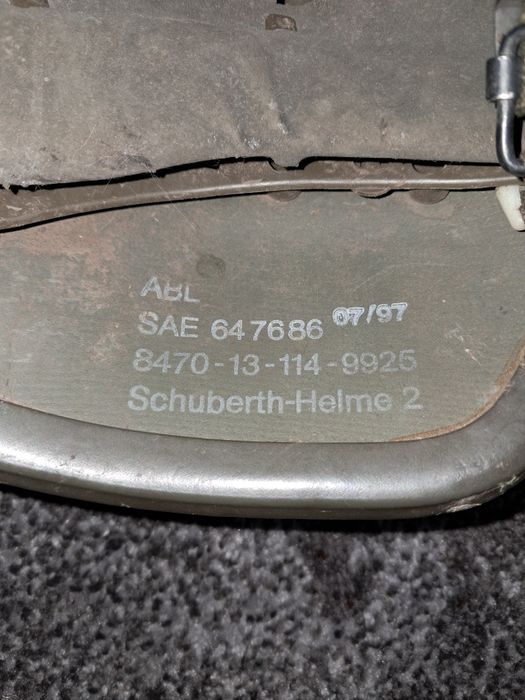 ABL
SAE 647686 07/97
8470-13-114-9925
Schuberth-Helme 2